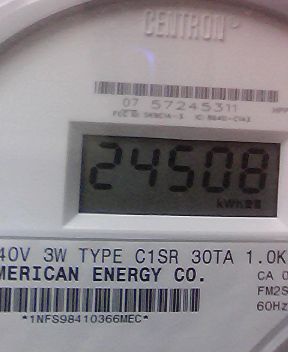 CENTRON®
07 57245311
24508
kWh
40V 3W TYPE C1SR 30TA 1.0K
MERICAN ENERGY CO.
CA 0
FM2S
60Hz
*1NFS98410366MEC*